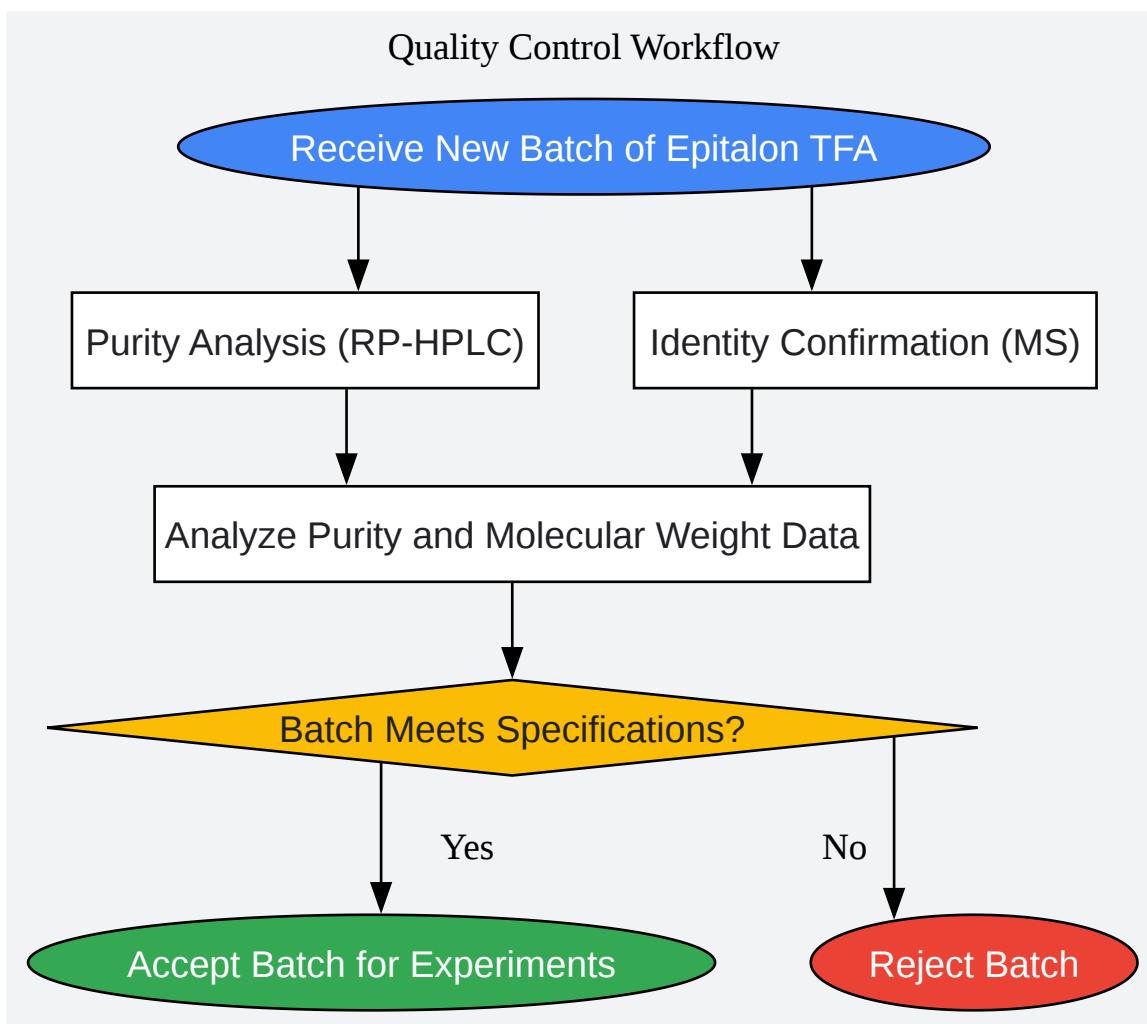 Quality Control Workflow
Receive New Batch of Epitalon TFA
Purity Analysis (RP-HPLC)
Identity Confirmation (MS)
Analyze Purity and Molecular Weight Data
Batch Meets Specifications?
Yes
No
Accept Batch for Experiments
Reject Batch